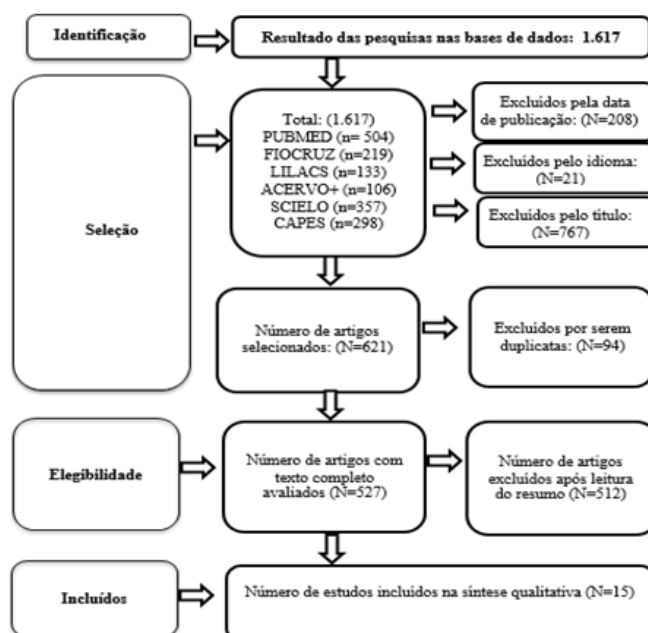 Identificação
Resultado das pesquisas nas bases de dados: 1.617
Seleção
Total: (1.617)
PUBMED (n= 504)
FIOCRUZ (n=219)
LILACS (n=133)
ACERVO+ (n=106)
SCIELO (n=357)
CAPES (n=298)
Excluídos pela data
de publicação: (N=208)
Excluídos pelo idioma:
(N=21)
Excluídos pelo título:
(N=767)
Número de artigos
selecionados: (N=621)
Excluídos por serem
duplicatas: (N=94)
Elegibilidade
Número de artigos com
texto completo
avaliados (N=527)
Número de artigos
excluídos após leitura
do resumo (N=512)
Incluídos
Número de estudos incluídos na síntese qualitativa (N=15)